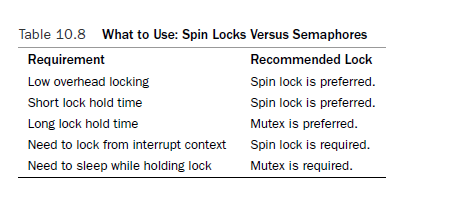 Table 10.8 What to Use: Spin Locks Versus Semaphores
Requirement Recommended Lock
Low overhead locking Spin lock is preferred.
Short lock hold time Spin lock is preferred.
Long lock hold time Mutex is preferred.
Need to lock from interrupt context Spin lock is required.
Need to sleep while holding lock Mutex is required.